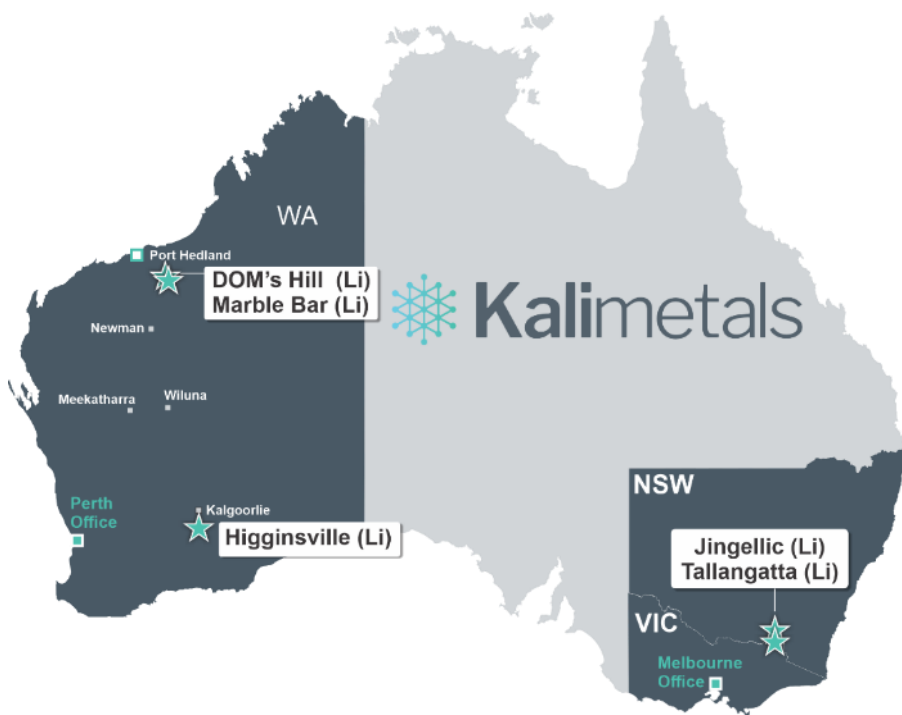 WA
Port Hedland
DOM's Hill (Li)
Marble Bar (Li)
Kalimetals
Newman
Meekatharra
Wiluna
Perth
Office
Kalgoorlie
Higginsville (Li)
NSW
Jingellic (Li)
Tallangatta (Li)
VIC
Melbourne
Office